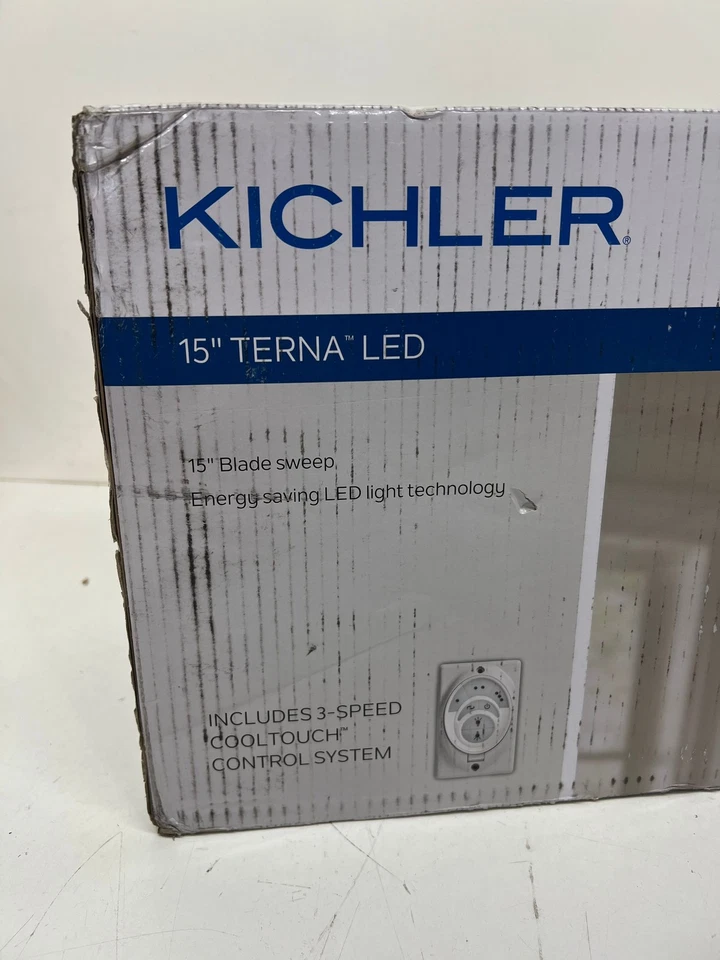 KICHLER®
15" TERNA™ LED
15" Blade sweep
Energy saving LED light technology
INCLUDES 3-SPEED
COOLTOUCH™
CONTROL SYSTEM